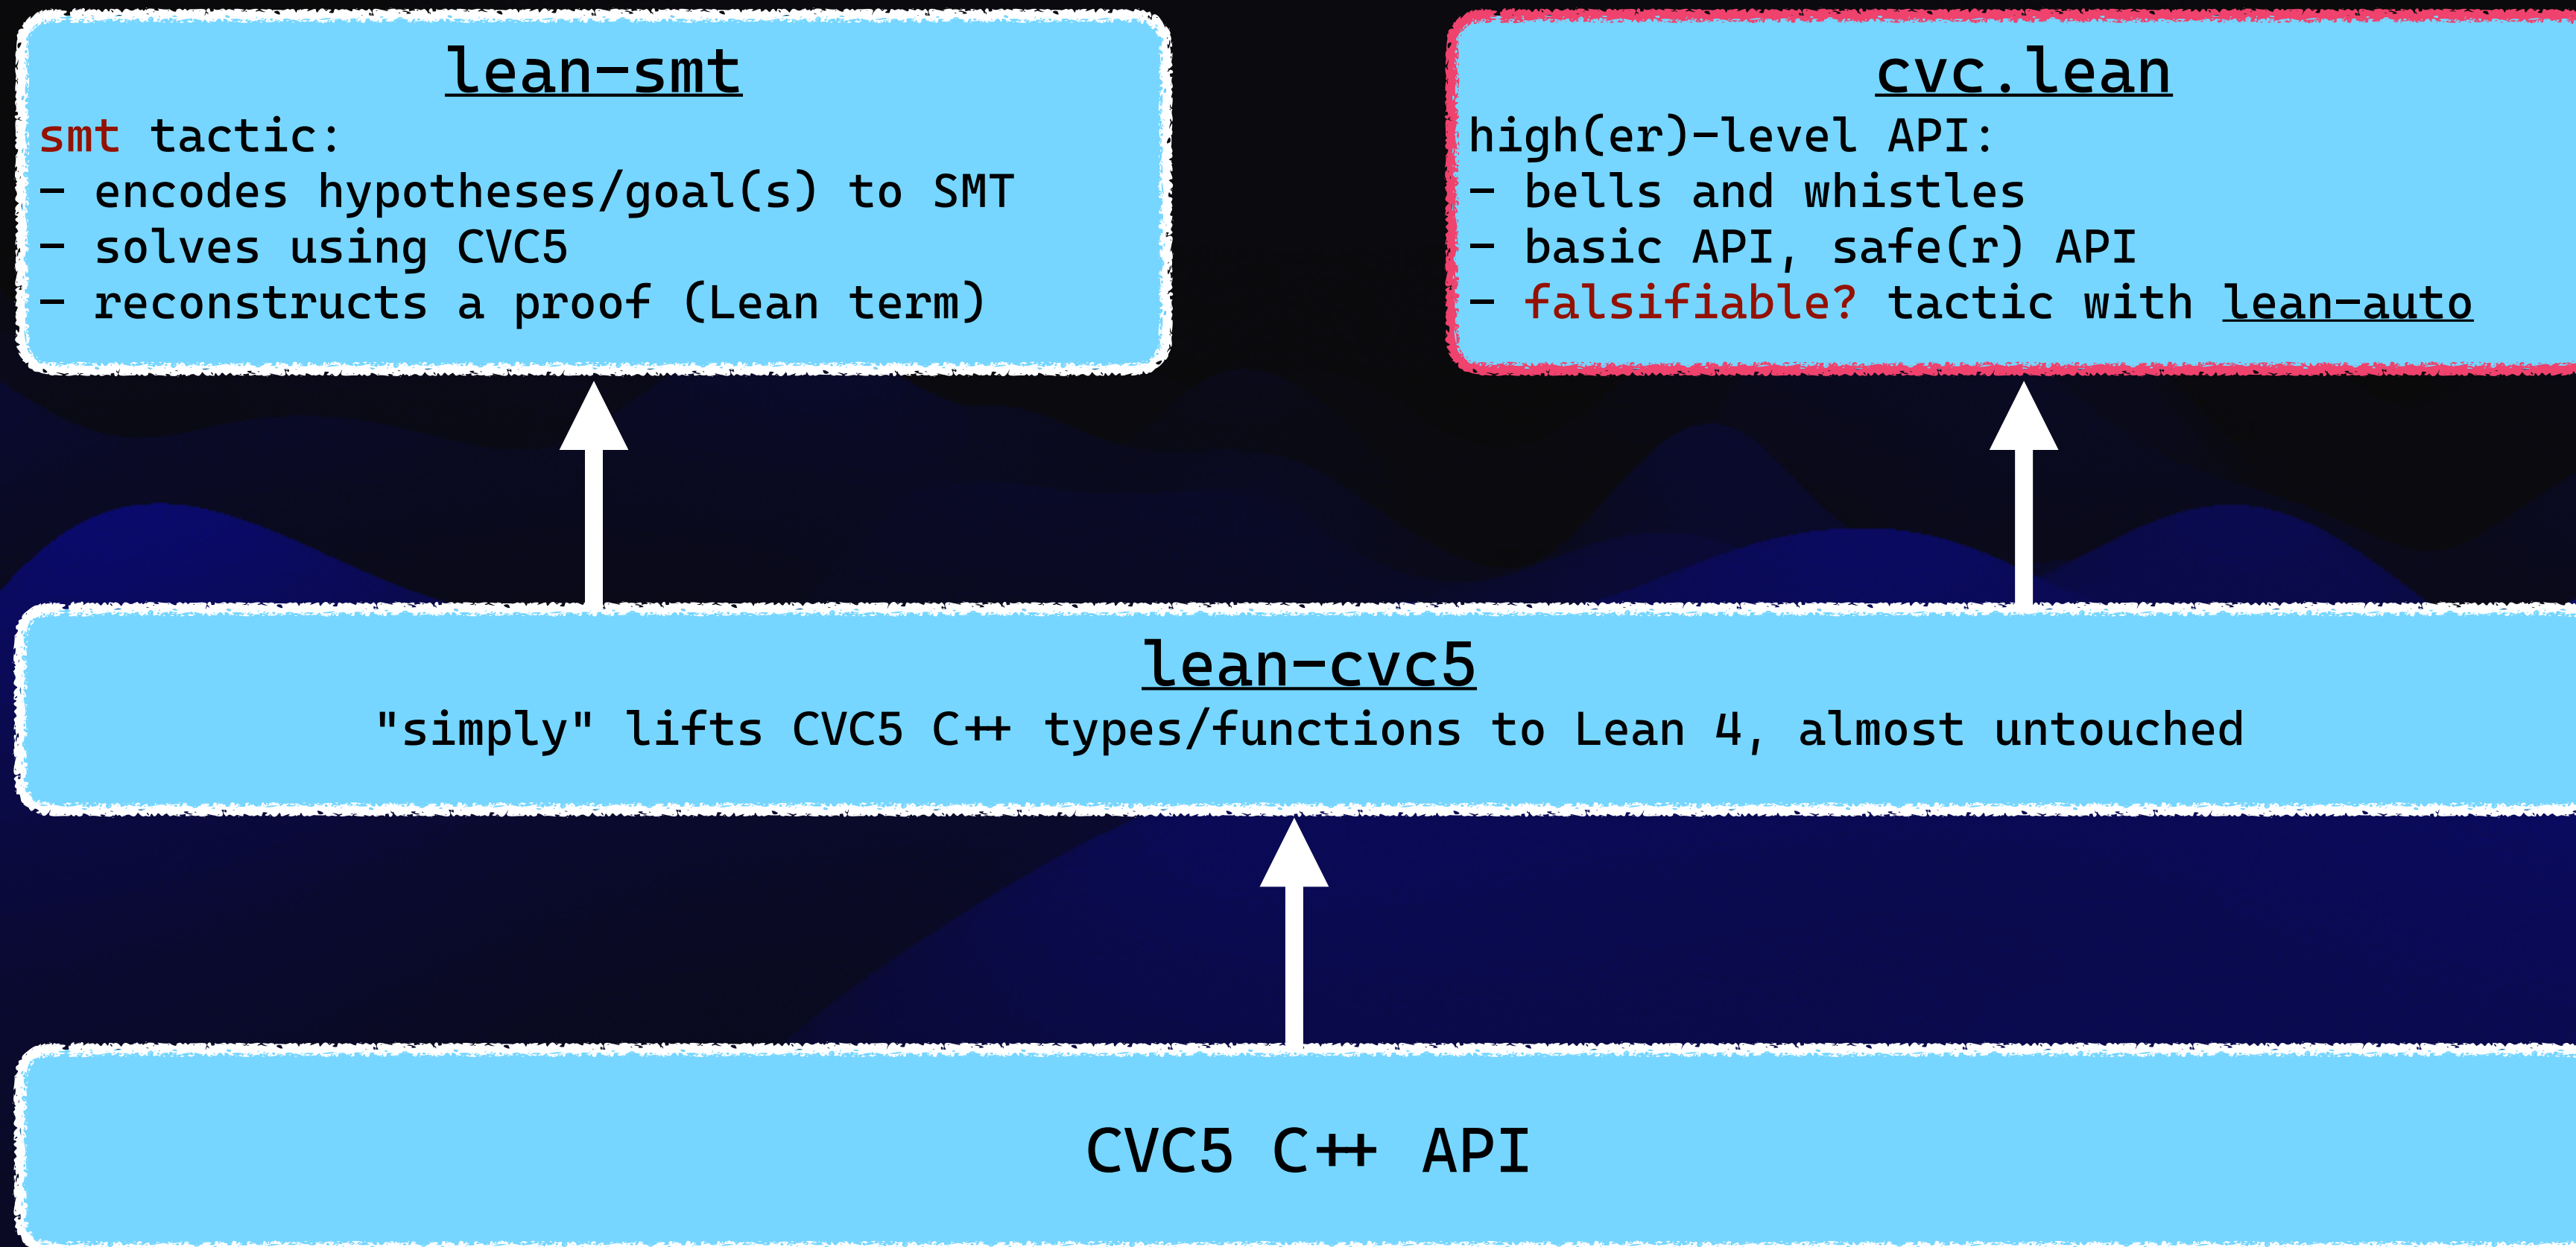 lean-smt
smt tactic:
- encodes hypotheses/goal(s) to SMT
- solves using CVC5
- reconstructs a proof (Lean term)
cvc.lean
high(er)-level API:
- bells and whistles
- basic API, safe(r) API
- falsifiable? tactic with lean-auto
lean-cvc5
"simply" lifts CVC5 C++ types/functions to Lean 4, almost untouched
CVC5 C++ API